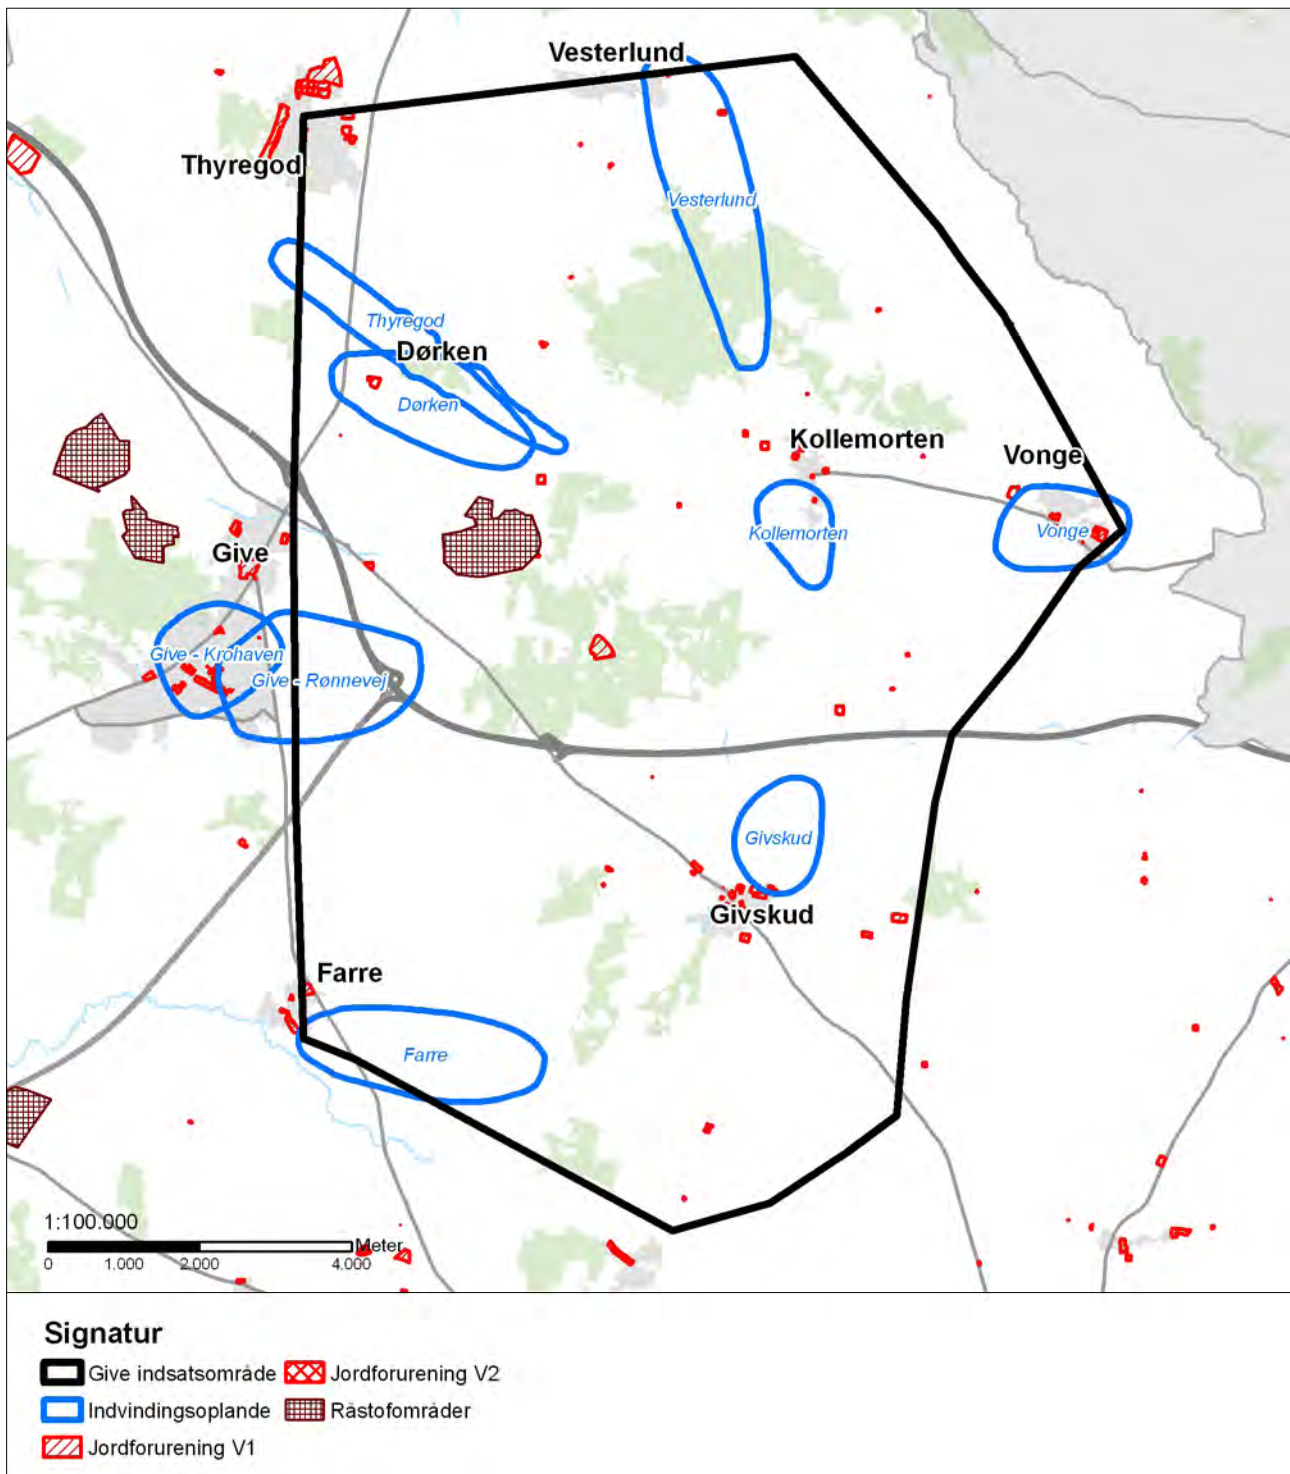 Vesterlund
Thyregod
Vesterlund
Thyregod
Dørken
Dørken
Kollemorten
Vonge
Kollemorten
Vonge
Give
Give - Krohaven
Give - Rønnevej
Givskud
Givskud
Farre
Farre
1:100.000
Meter
0 1.000 2.000 4.000
Signatur
Give indsatsområde Jordforurening V2
Indvindingsoplande Råstofområder
Jordforurening V1